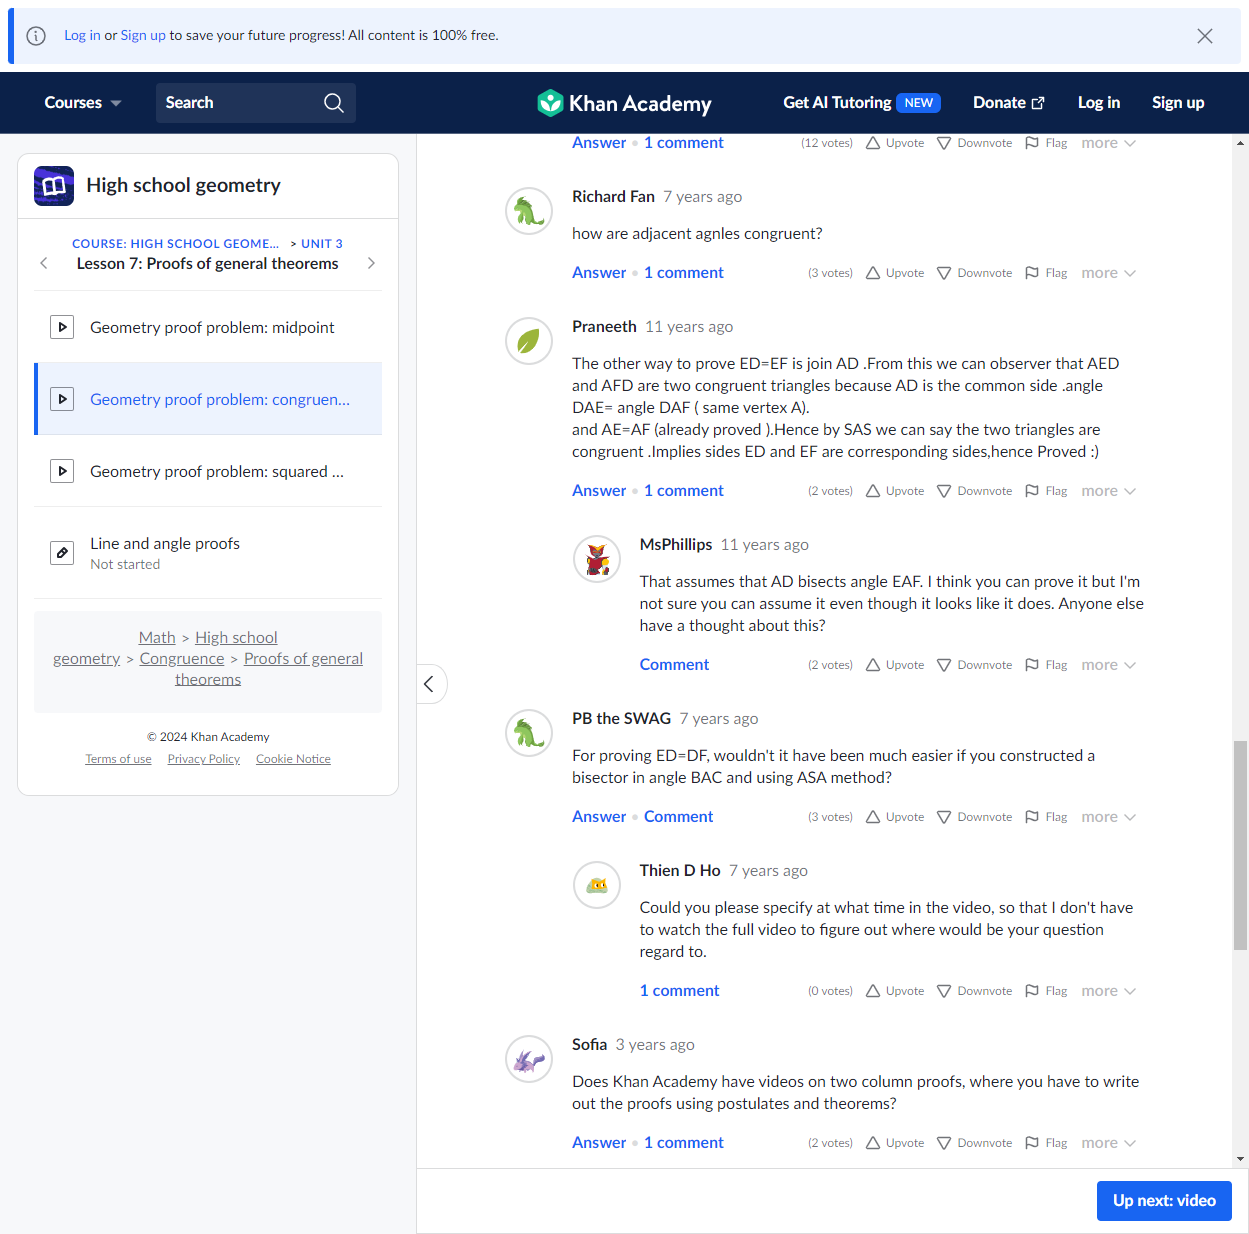 Log in or Sign up to save your future progress! All content is 100% free.
Courses
Search
Khan Academy
Get AI Tutoring NEW
Donate
Log in
Sign up
High school geometry
COURSE: HIGH SCHOOL GEOME... > UNIT 3
Lesson 7: Proofs of general theorems
Geometry proof problem: midpoint
Geometry proof problem: congruen...
Geometry proof problem: squared ...
Line and angle proofs
Not started
Math > High school
geometry > Congruence > Proofs of general
theorems
© 2024 Khan Academy
Terms of use Privacy Policy Cookie Notice
Answer • 1 comment (12 votes) Upvote Downvote Flag more
Richard Fan 7 years ago
how are adjacent agnles congruent?
Answer • 1 comment (3 votes) Upvote Downvote Flag more
Praneeth 11 years ago
The other way to prove ED=EF is join AD .From this we can observer that AED
and AFD are two congruent triangles because AD is the common side .angle
DAE= angle DAF ( same vertex A).
and AE=AF (already proved ).Hence by SAS we can say the two triangles are
congruent .Implies sides ED and EF are corresponding sides,hence Proved :)
Answer • 1 comment (2 votes) Upvote Downvote Flag more
MsPhillips 11 years ago
That assumes that AD bisects angle EAF. I think you can prove it but I'm
not sure you can assume it even though it looks like it does. Anyone else
have a thought about this?
Comment (2 votes) Upvote Downvote Flag more
PB the SWAG 7 years ago
For proving ED=DF, wouldn't it have been much easier if you constructed a
bisector in angle BAC and using ASA method?
Answer • Comment (3 votes) Upvote Downvote Flag more
Thien D Ho 7 years ago
Could you please specify at what time in the video, so that I don't have
to watch the full video to figure out where would be your question
regard to.
1 comment (0 votes) Upvote Downvote Flag more
Sofia 3 years ago
Does Khan Academy have videos on two column proofs, where you have to write
out the proofs using postulates and theorems?
Answer • 1 comment (2 votes) Upvote Downvote Flag more
Up next: video